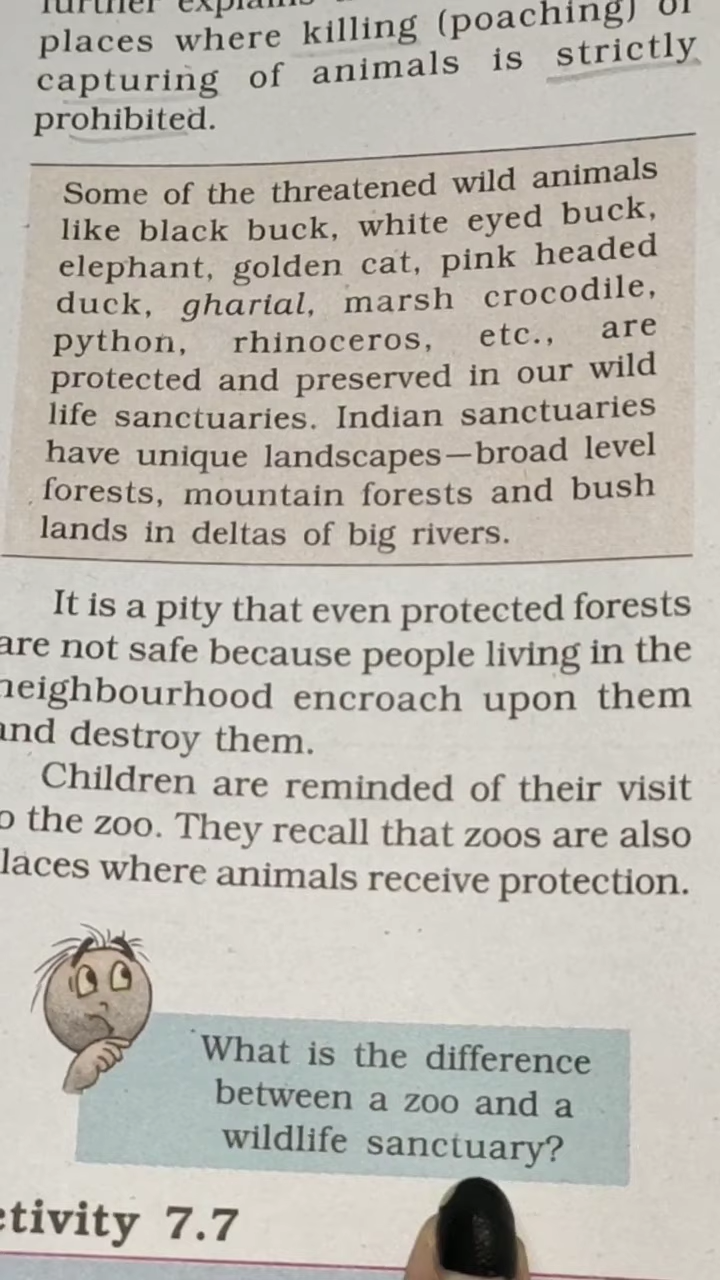 places where killing (poaching) or
capturing of animals is strictly
prohibited.
Some of the threatened wild animals
like black buck, white eyed buck,
elephant, golden cat, pink headed
duck, gharial, marsh crocodile,
python, rhinoceros, etc., are
protected and preserved in our wild
life sanctuaries. Indian sanctuaries
have unique landscapes—broad level
forests, mountain forests and bush
lands in deltas of big rivers.
It is a pity that even protected forests
are not safe because people living in the
neighbourhood encroach upon them
and destroy them.
Children are reminded of their visit
o the zoo. They recall that zoos are also
laces where animals receive protection.
What is the difference
between a zoo and a
wildlife sanctuary?
ctivity 7.7